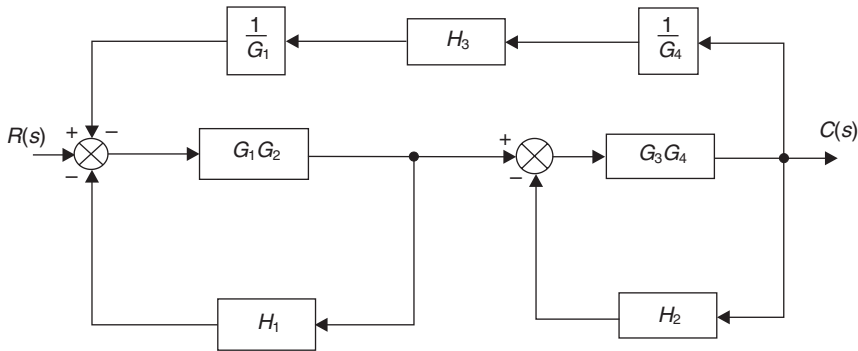 1/G₁
H₃
1/G₄
R(s)
+
−
−
G₁G₂
+
−
G₃G₄
C(s)
H₁
H₂